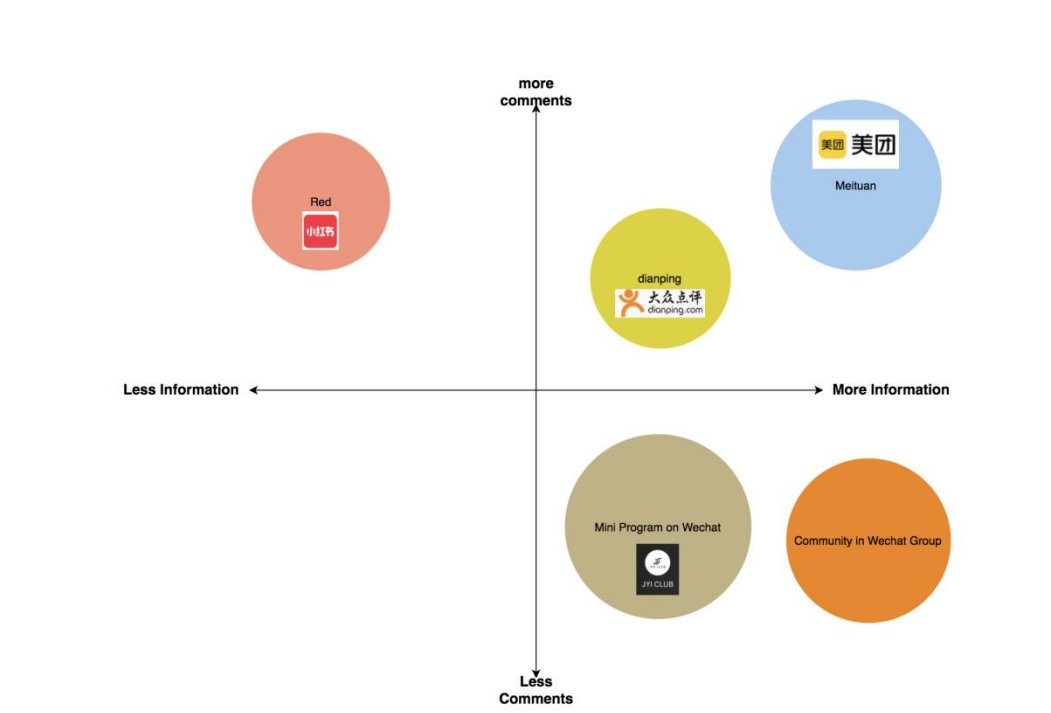 more
comments
美团 美团
Meituan
Red
小红书
dianping
大众点评
dianping.com
Less Information
More Information
Mini Program on Wechat
JYI CLUB
Community in Wechat Group
Less
Comments